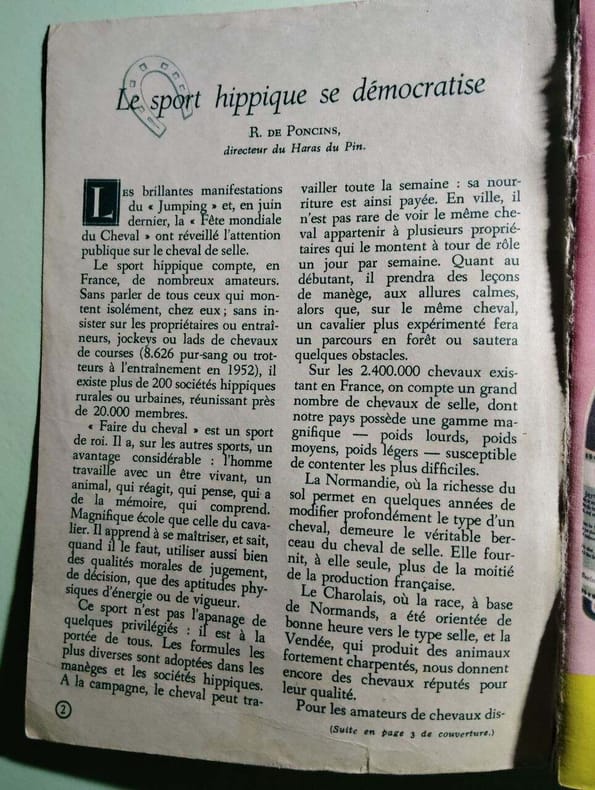 Le sport hippique se démocratise
R. DE PONCINS,
directeur du Haras du Pin.
LES brillantes manifestations
du « Jumping » et, en juin
dernier, la « Fête mondiale
du Cheval » ont réveillé l'attention
publique sur le cheval de selle.
Le sport hippique compte, en
France, de nombreux amateurs.
Sans parler de tous ceux qui mon-
tent isolément, chez eux ; sans in-
sister sur les propriétaires ou entraî-
neurs, jockeys ou lads de chevaux
de courses (8.626 pur-sang ou trot-
teurs à l'entraînement en 1952), il
existe plus de 200 sociétés hippiques
rurales ou urbaines, réunissant près
de 20.000 membres.
« Faire du cheval » est un sport
de roi. Il a, sur les autres sports, un
avantage considérable : l'homme
travaille avec un être vivant, un
animal, qui réagit, qui pense, qui a
de la mémoire, qui comprend.
Magnifique école que celle du cava-
lier. Il apprend à se maîtriser, et sait,
quand il le faut, utiliser aussi bien
des qualités morales de jugement,
de décision, que des aptitudes phy-
siques d'énergie ou de vigueur.
Ce sport n'est pas l'apanage de
quelques privilégiés : il est à la
portée de tous. Les formules les
plus diverses sont adoptées dans les
manèges et les sociétés hippiques.
A la campagne, le cheval peut tra-
vailler toute la semaine : sa nour-
riture est ainsi payée. En ville, il
n'est pas rare de voir le même che-
val appartenir à plusieurs proprié-
taires qui le montent à tour de rôle
un jour par semaine. Quant au
débutant, il prendra des leçons
de manège, aux allures calmes,
alors que, sur le même cheval,
un cavalier plus expérimenté fera
un parcours en forêt ou sautera
quelques obstacles.
Sur les 2.400.000 chevaux exis-
tant en France, on compte un grand
nombre de chevaux de selle, dont
notre pays possède une gamme ma-
gnifique — poids lourds, poids
moyens, poids légers — susceptible
de contenter les plus difficiles.
La Normandie, où la richesse du
sol permet en quelques années de
modifier profondément le type d'un
cheval, demeure le véritable ber-
ceau du cheval de selle. Elle four-
nit, à elle seule, plus de la moitié
de la production française.
Le Charolais, où la race, à base
de Normands, a été orientée de
bonne heure vers le type selle, et la
Vendée, qui produit des animaux
fortement charpentés, nous donnent
encore des chevaux réputés pour
leur qualité.
Pour les amateurs de chevaux dis-
(Suite en page 3 de couverture.)
2